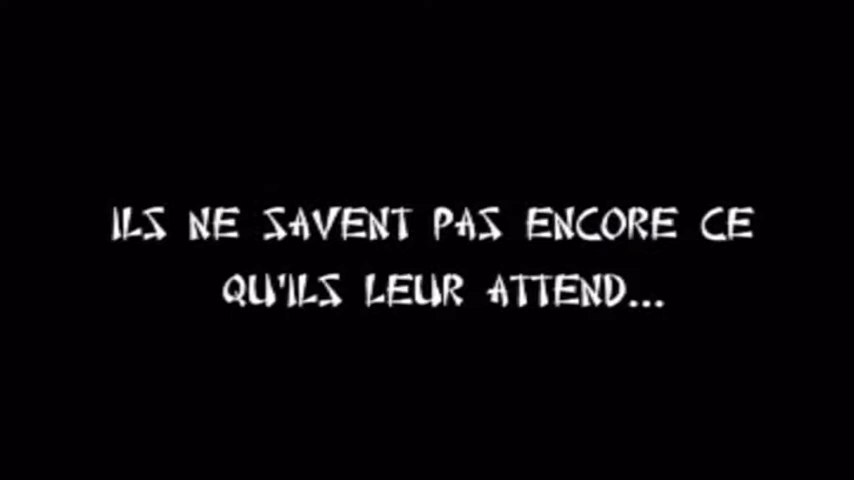 ILS NE SAVENT PAS ENCORE CE
QU'ILS LEUR ATTEND...